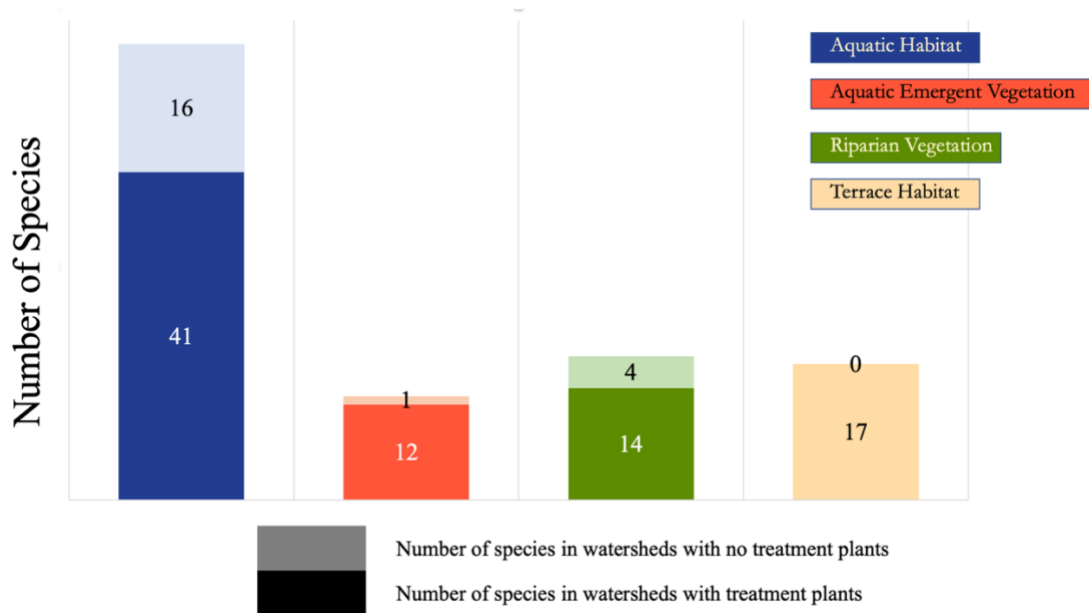 Number of Species
16
41
1
12
4
14
0
17
Aquatic Habitat
Aquatic Emergent Vegetation
Riparian Vegetation
Terrace Habitat
Number of species in watersheds with no treatment plants
Number of species in watersheds with treatment plants